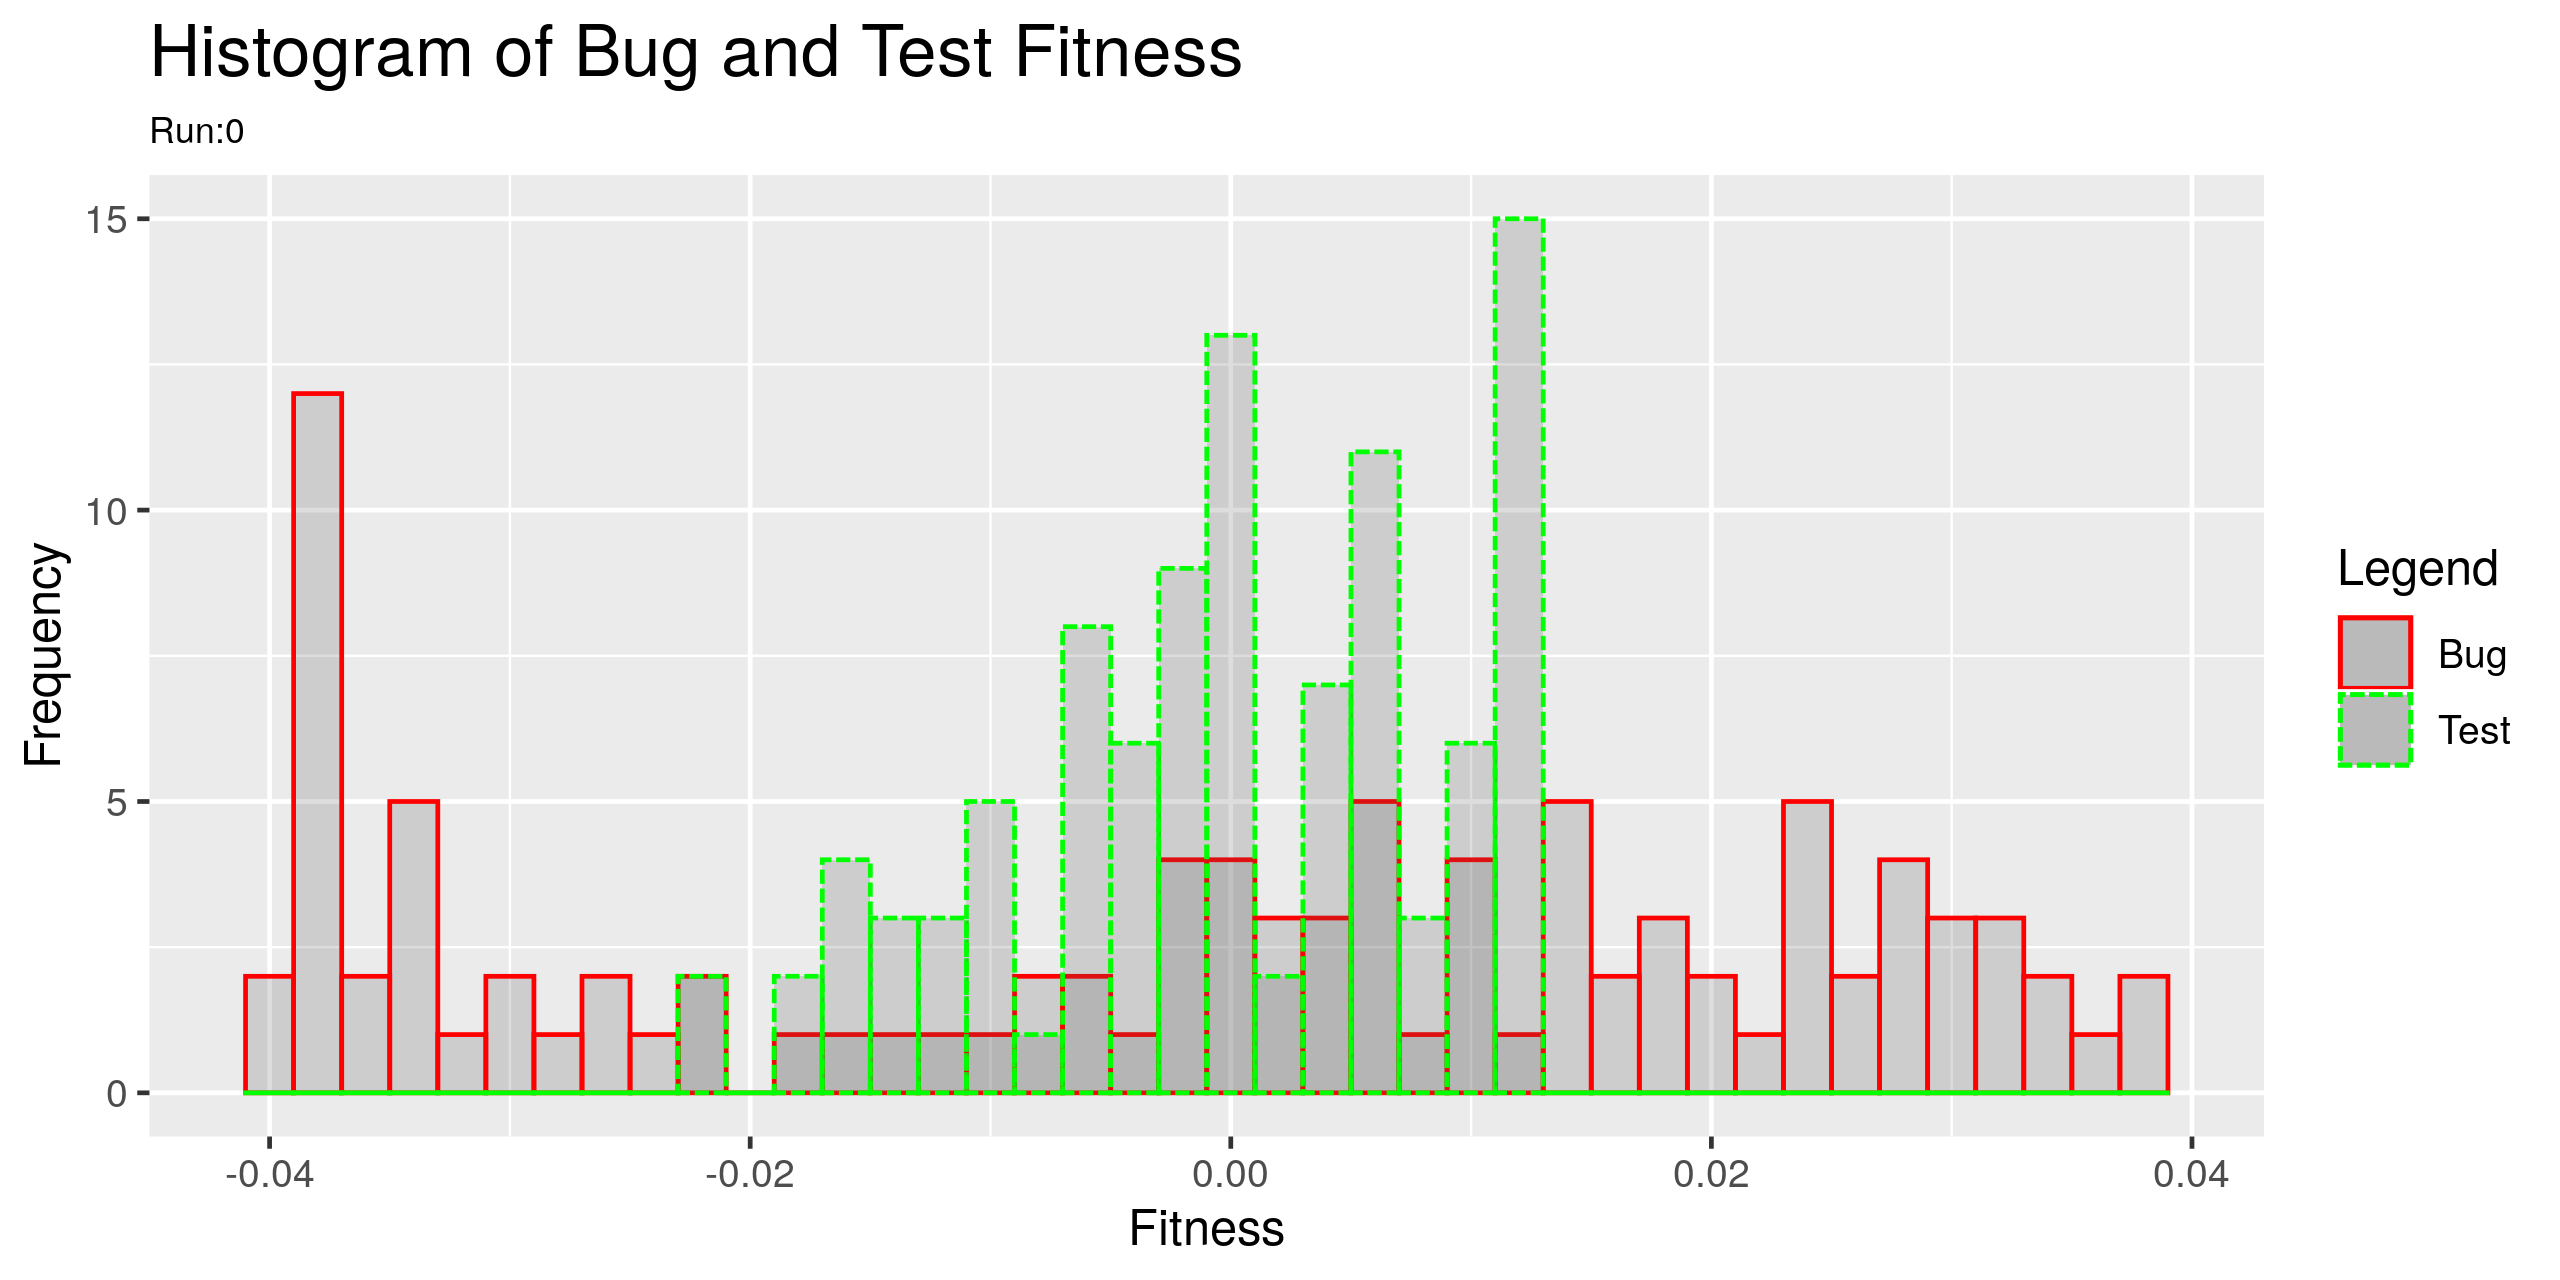 Histogram of Bug and Test Fitness
Run:0
15
10
5
0
Frequency
-0.04
-0.02
0.00
0.02
0.04
Fitness
Legend
Bug
Test